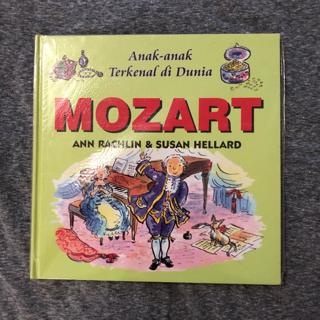 Anak-anak
Terkenal di Dunia
MOZART
ANN RACHLIN & SUSAN HELLARD